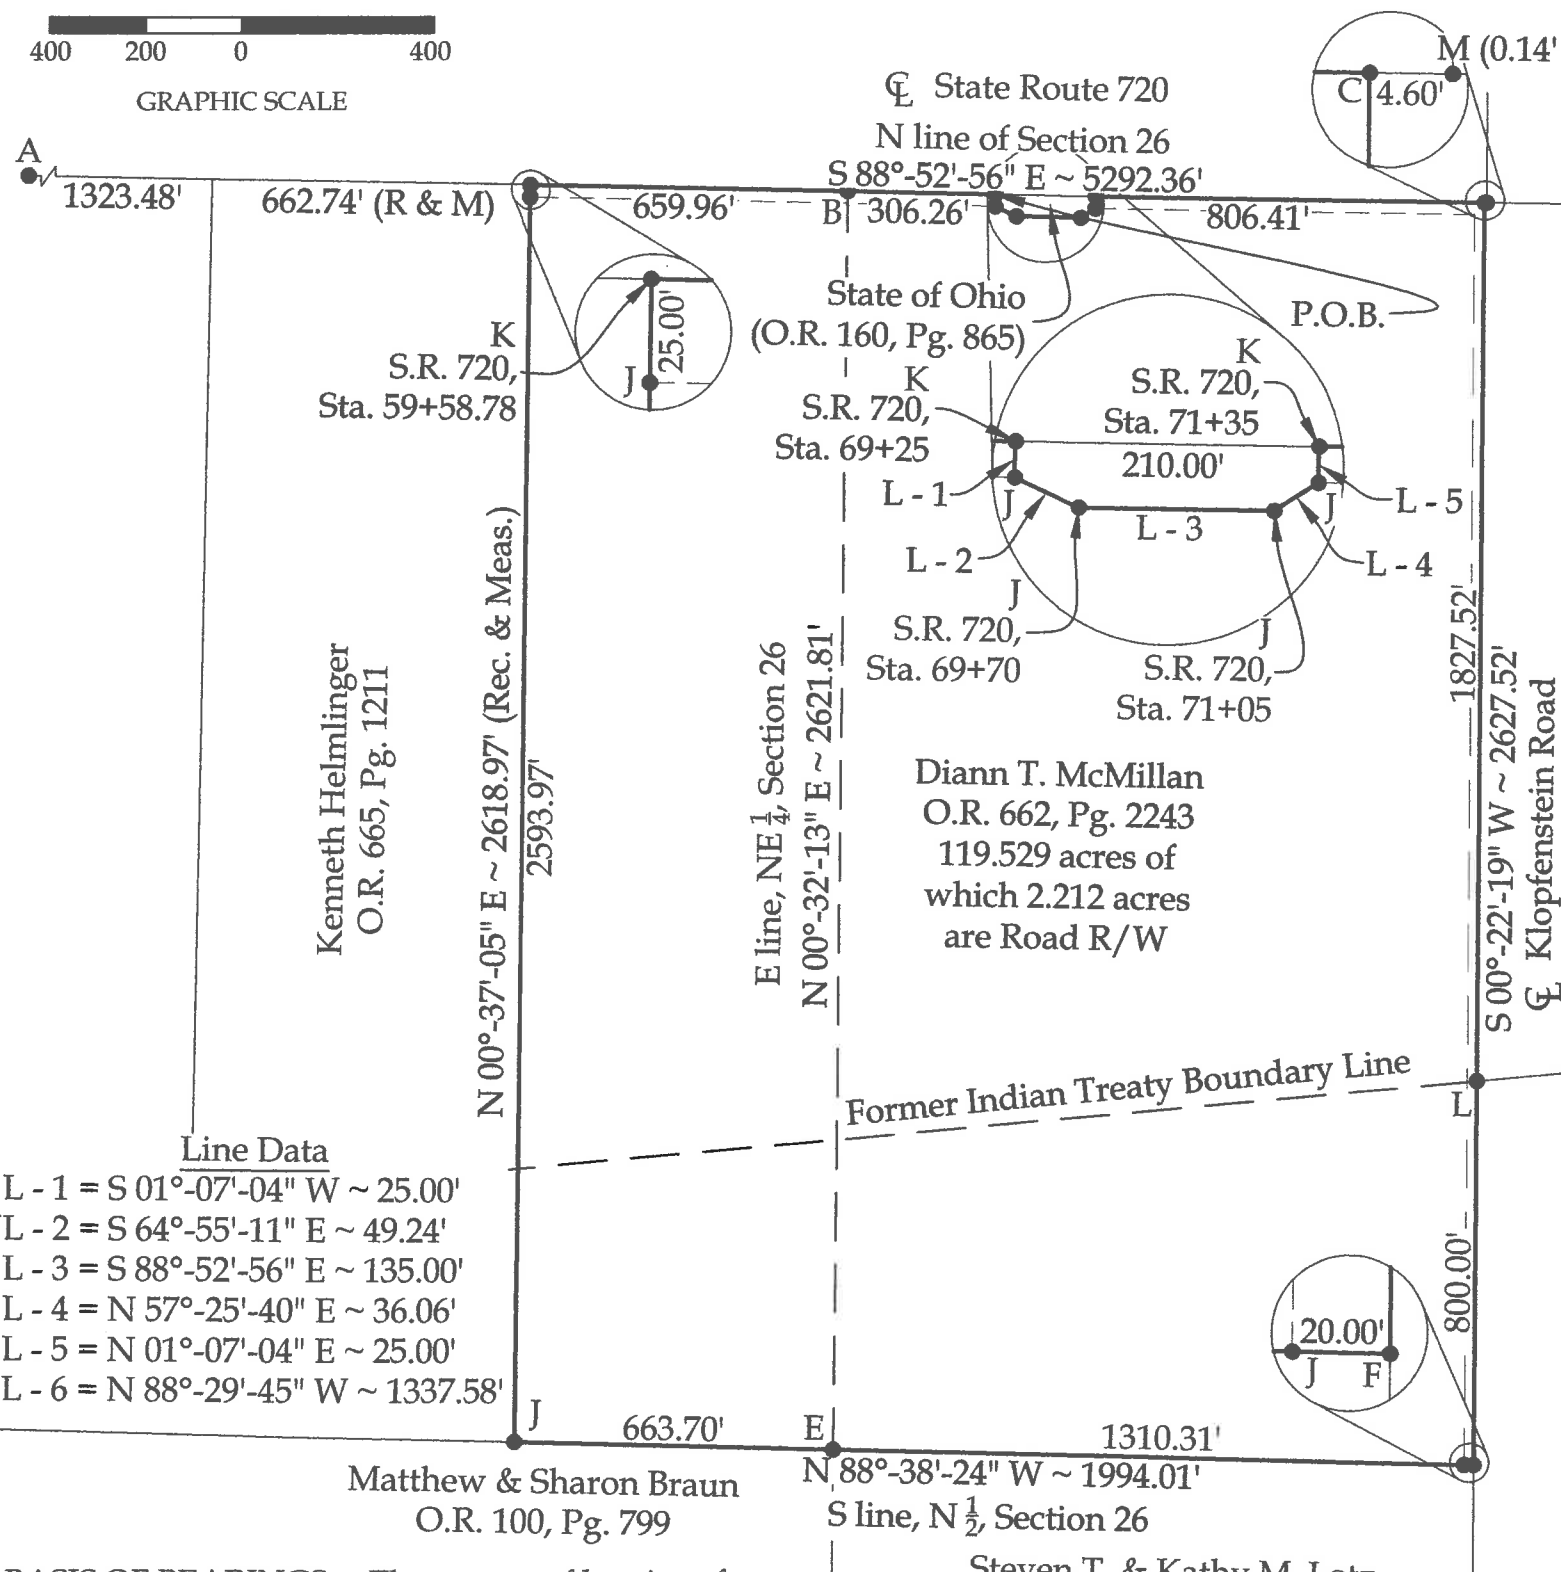 400 200 0 400
GRAPHIC SCALE
M (0.14'
C 4.60'
℄ State Route 720
N line of Section 26
S 88°-52'-56" E ~ 5292.36'
A
1323.48'
662.74' (R & M)
659.96'
B
306.26'
806.41'
State of Ohio
(O.R. 160, Pg. 865)
P.O.B.
25.00'
J
K
S.R. 720,
Sta. 59+58.78
K
S.R. 720,
Sta. 69+25
K
S.R. 720,
Sta. 71+35
210.00'
L - 1
J
J
L - 5
L - 3
L - 2
L - 4
J
S.R. 720,
Sta. 69+70
J
S.R. 720,
Sta. 71+05
Kenneth Helmlinger
O.R. 665, Pg. 1211
N 00°-37'-05" E ~ 2618.97' (Rec. & Meas.)
2593.97'
E line, NE 1/4, Section 26
N 00°-32'-13" E ~ 2621.81'
Diann T. McMillan
O.R. 662, Pg. 2243
119.529 acres of
which 2.212 acres
are Road R/W
1827.52'
S 00°-22'-19" W ~ 2627.52'
℄ Klopfenstein Road
Former Indian Treaty Boundary Line
L
800.00'
Line Data
L - 1 = S 01°-07'-04" W ~ 25.00'
L - 2 = S 64°-55'-11" E ~ 49.24'
L - 3 = S 88°-52'-56" E ~ 135.00'
L - 4 = N 57°-25'-40" E ~ 36.06'
L - 5 = N 01°-07'-04" E ~ 25.00'
L - 6 = N 88°-29'-45" W ~ 1337.58'
20.00'
J F
J
663.70'
E
1310.31'
N 88°-38'-24" W ~ 1994.01'
Matthew & Sharon Braun
O.R. 100, Pg. 799
S line, N 1/2, Section 26
Steven T. & Kathy M. Lotz
BASIS OF BEARINGS